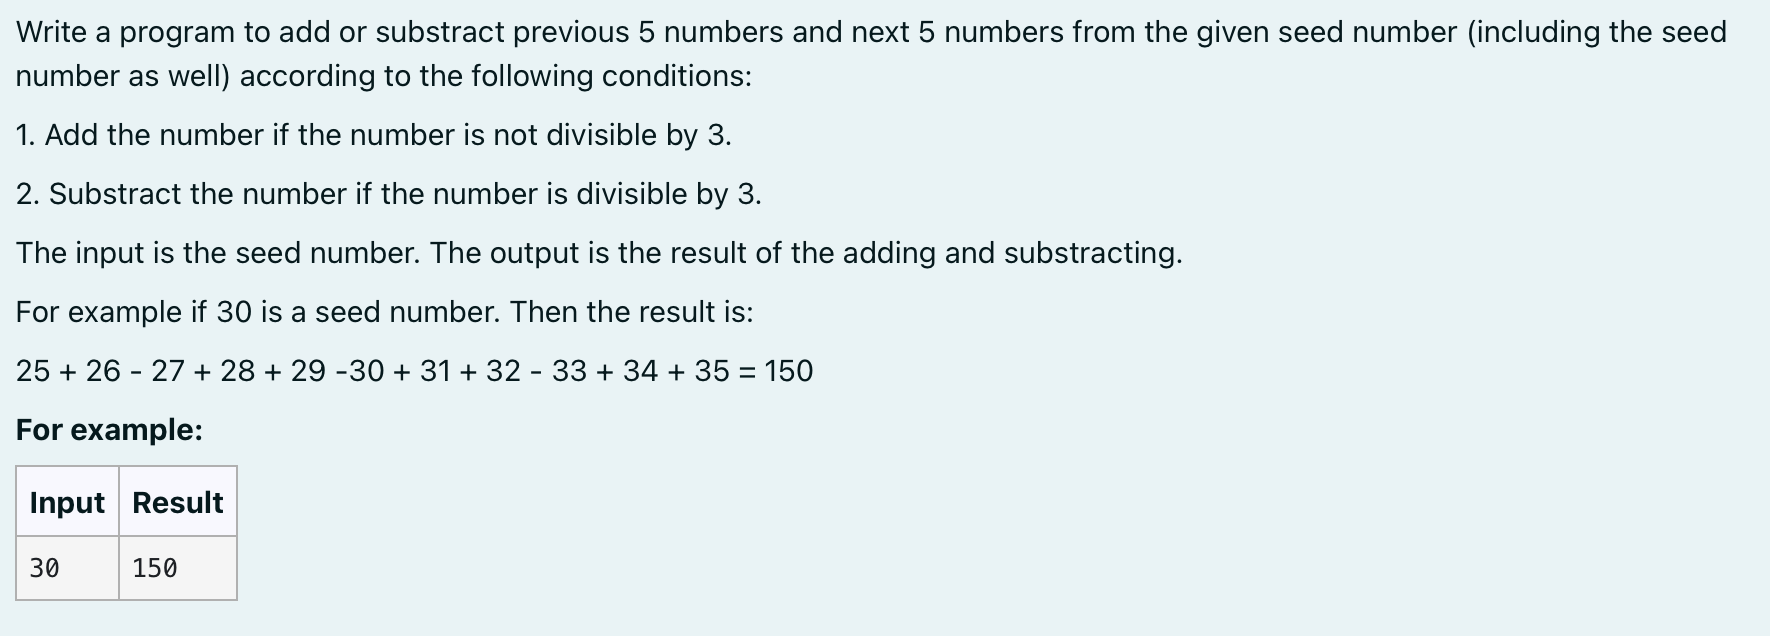 Write a program to add or substract previous 5 numbers and next 5 numbers from the given seed number (including the seed
number as well) according to the following conditions:
1. Add the number if the number is not divisible by 3.
2. Substract the number if the number is divisible by 3.
The input is the seed number. The output is the result of the adding and substracting.
For example if 30 is a seed number. Then the result is:
25 + 26 - 27 + 28 + 29 -30 + 31 + 32 - 33 + 34 + 35 = 150
For example:
Input Result
30 150